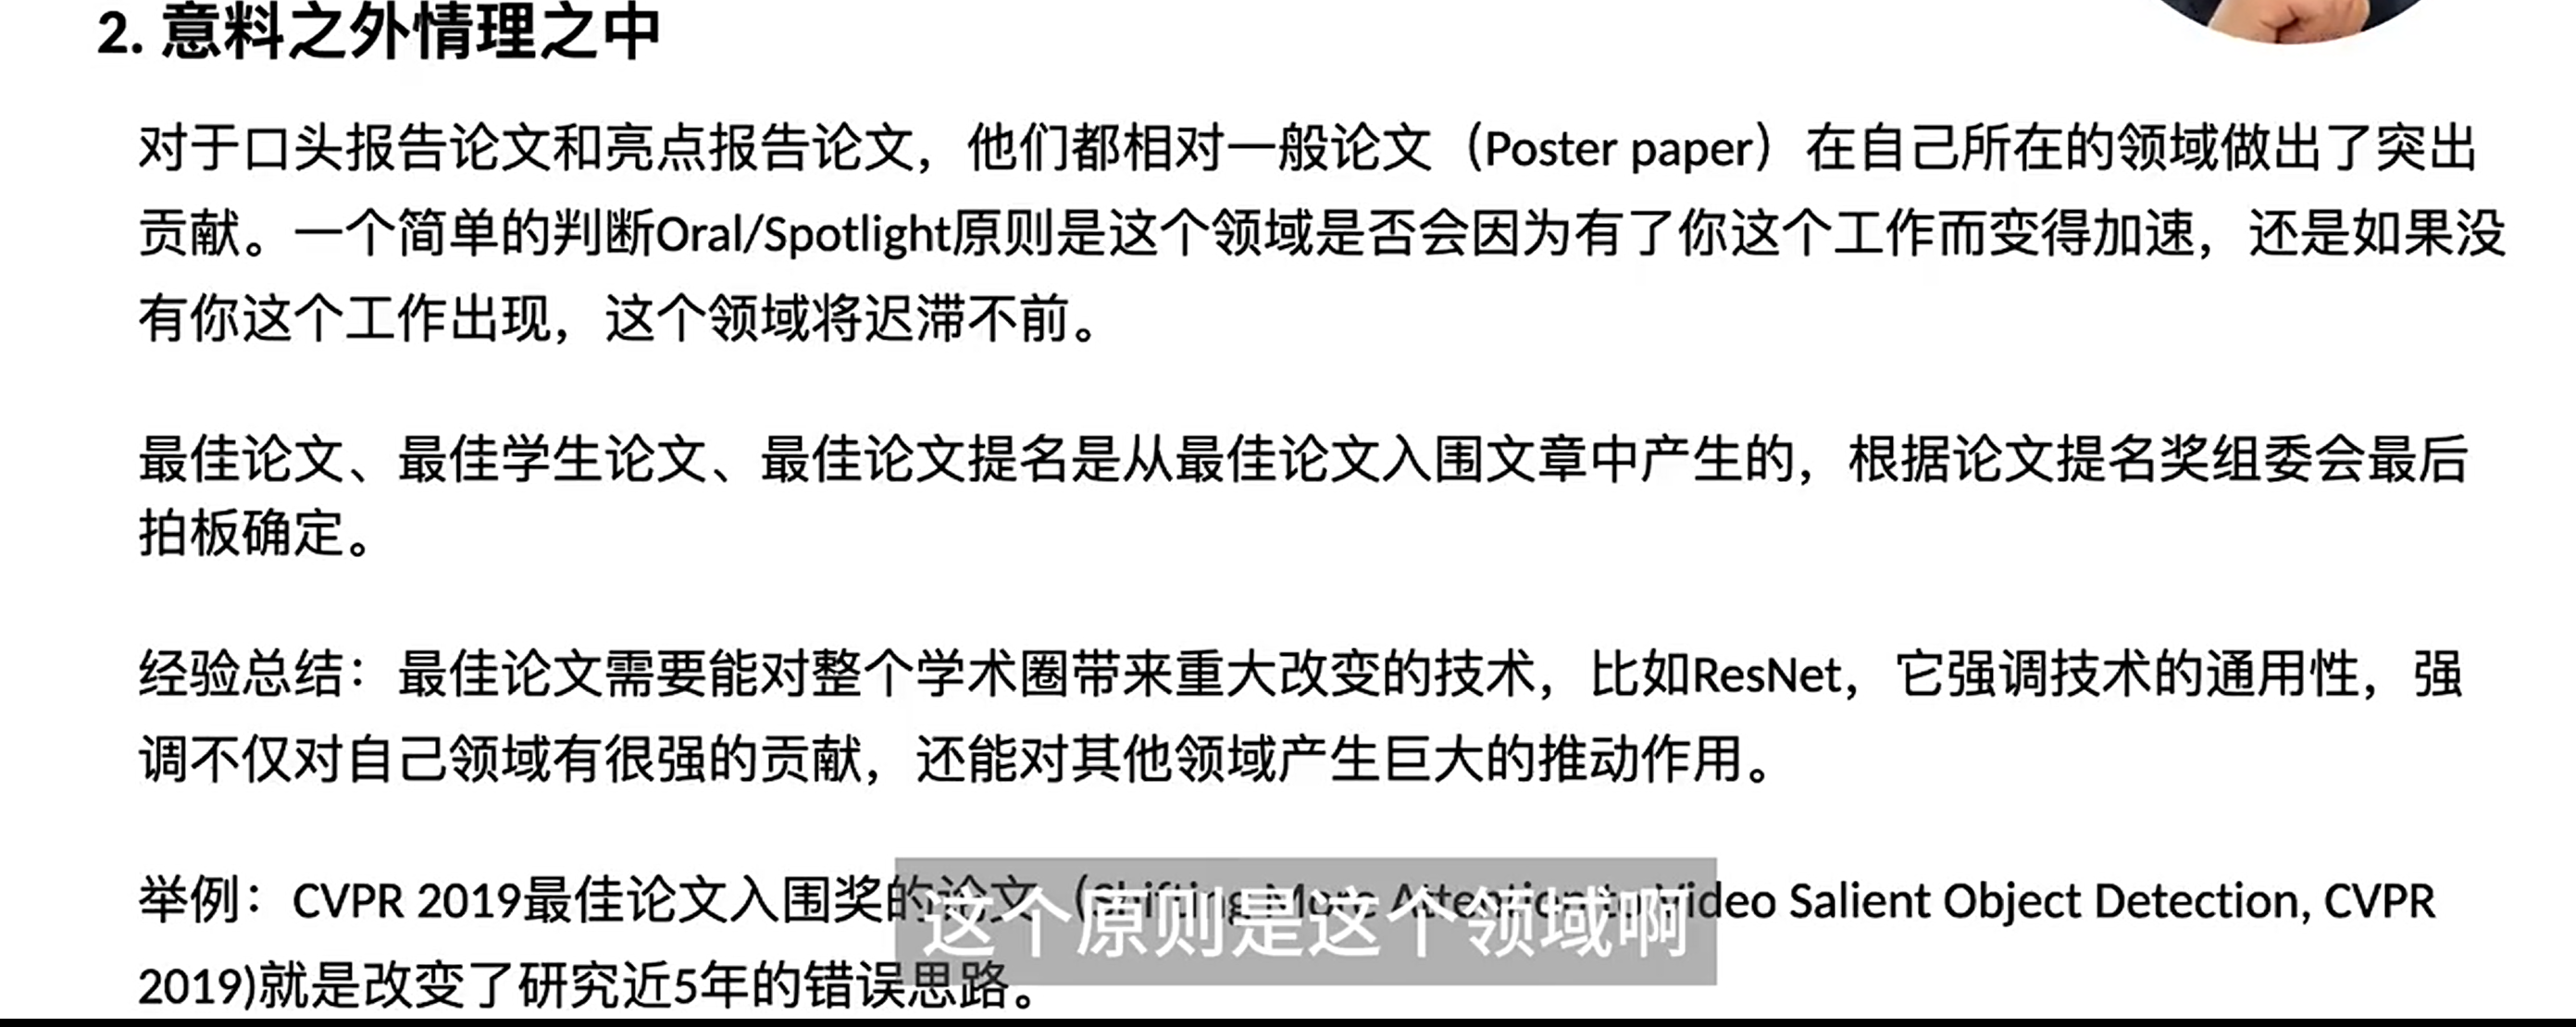 2. 意料之外情理之中
对于口头报告论文和亮点报告论文，他们都相对一般论文（Poster paper）在自己所在的领域做出了突出
贡献。一个简单的判断Oral/Spotlight原则是这个领域是否会因为有了你这个工作而变得加速，还是如果没
有你这个工作出现，这个领域将迟滞不前。
最佳论文、最佳学生论文、最佳论文提名是从最佳论文入围文章中产生的，根据论文提名奖组委会最后
拍板确定。
经验总结：最佳论文需要能对整个学术圈带来重大改变的技术，比如ResNet，它强调技术的通用性，强
调不仅对自己领域有很强的贡献，还能对其他领域产生巨大的推动作用。
举例：CVPR 2019最佳论文入围奖的论文（Shifting More Attention to Video Salient Object Detection, CVPR
这个原则是这个领域啊
2019)就是改变了研究近5年的错误思路。